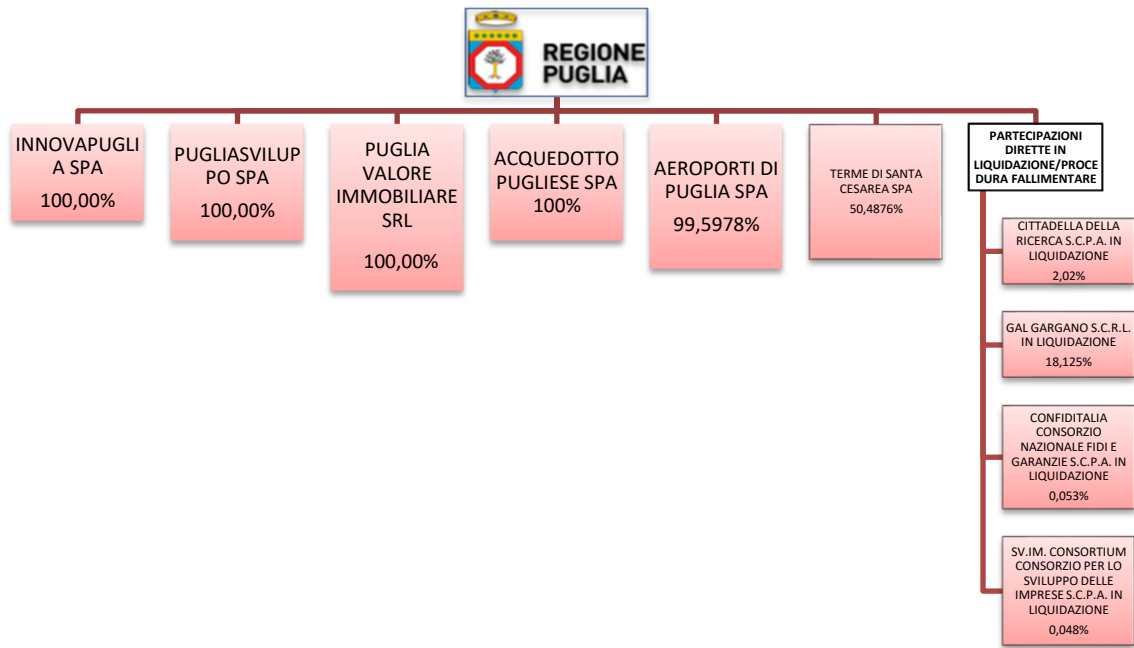 REGIONE
PUGLIA
INNOVAPUGLI
A SPA
100,00%
PUGLIASVILUP
PO SPA
100,00%
PUGLIA
VALORE
IMMOBILIARE
SRL
100,00%
ACQUEDOTTO
PUGLIESE SPA
100%
AEROPORTI DI
PUGLIA SPA
99,5978%
TERME DI SANTA
CESAREA SPA
50,4876%
PARTECIPAZIONI
DIRETTE IN
LIQUIDAZIONE/PROCE
DURA FALLIMENTARE
CITTADELLA DELLA
RICERCA S.C.P.A. IN
LIQUIDAZIONE
2,02%
GAL GARGANO S.C.R.L.
IN LIQUIDAZIONE
18,125%
CONFIDITALIA
CONSORZIO
NAZIONALE FIDI E
GARANZIE S.C.P.A. IN
LIQUIDAZIONE
0,053%
SV.IM. CONSORTIUM
CONSORZIO PER LO
SVILUPPO DELLE
IMPRESE S.C.P.A. IN
LIQUIDAZIONE
0,048%